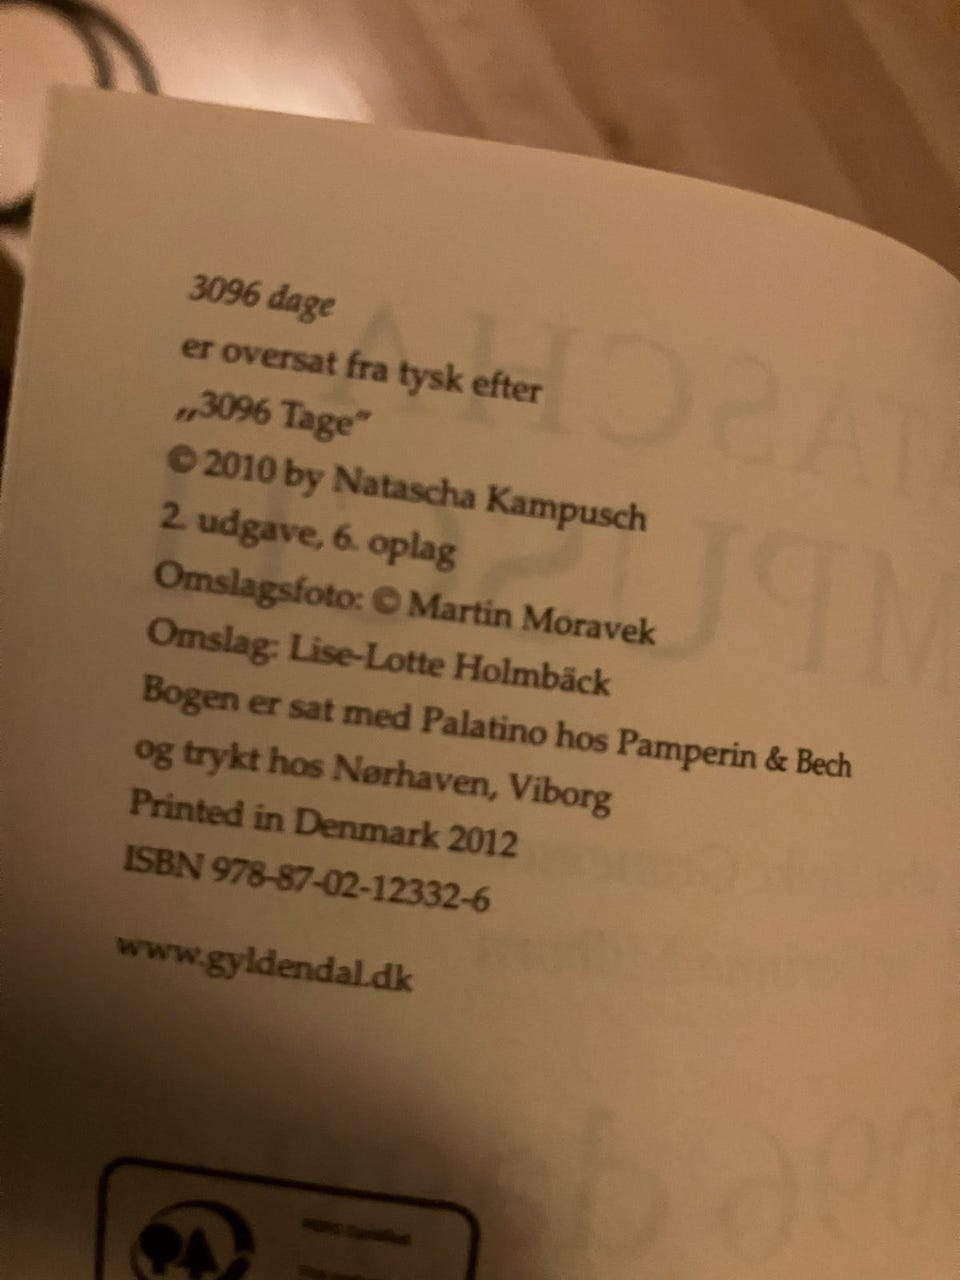 3096 dage
er oversat fra tysk efter
„3096 Tage”
© 2010 by Natascha Kampusch
2. udgave, 6. oplag
Omslagsfoto: © Martin Moravek
Omslag: Lise-Lotte Holmbäck
Bogen er sat med Palatino hos Pamperin & Bech
og trykt hos Nørhaven, Viborg
Printed in Denmark 2012
ISBN 978-87-02-12332-6
www.gyldendal.dk